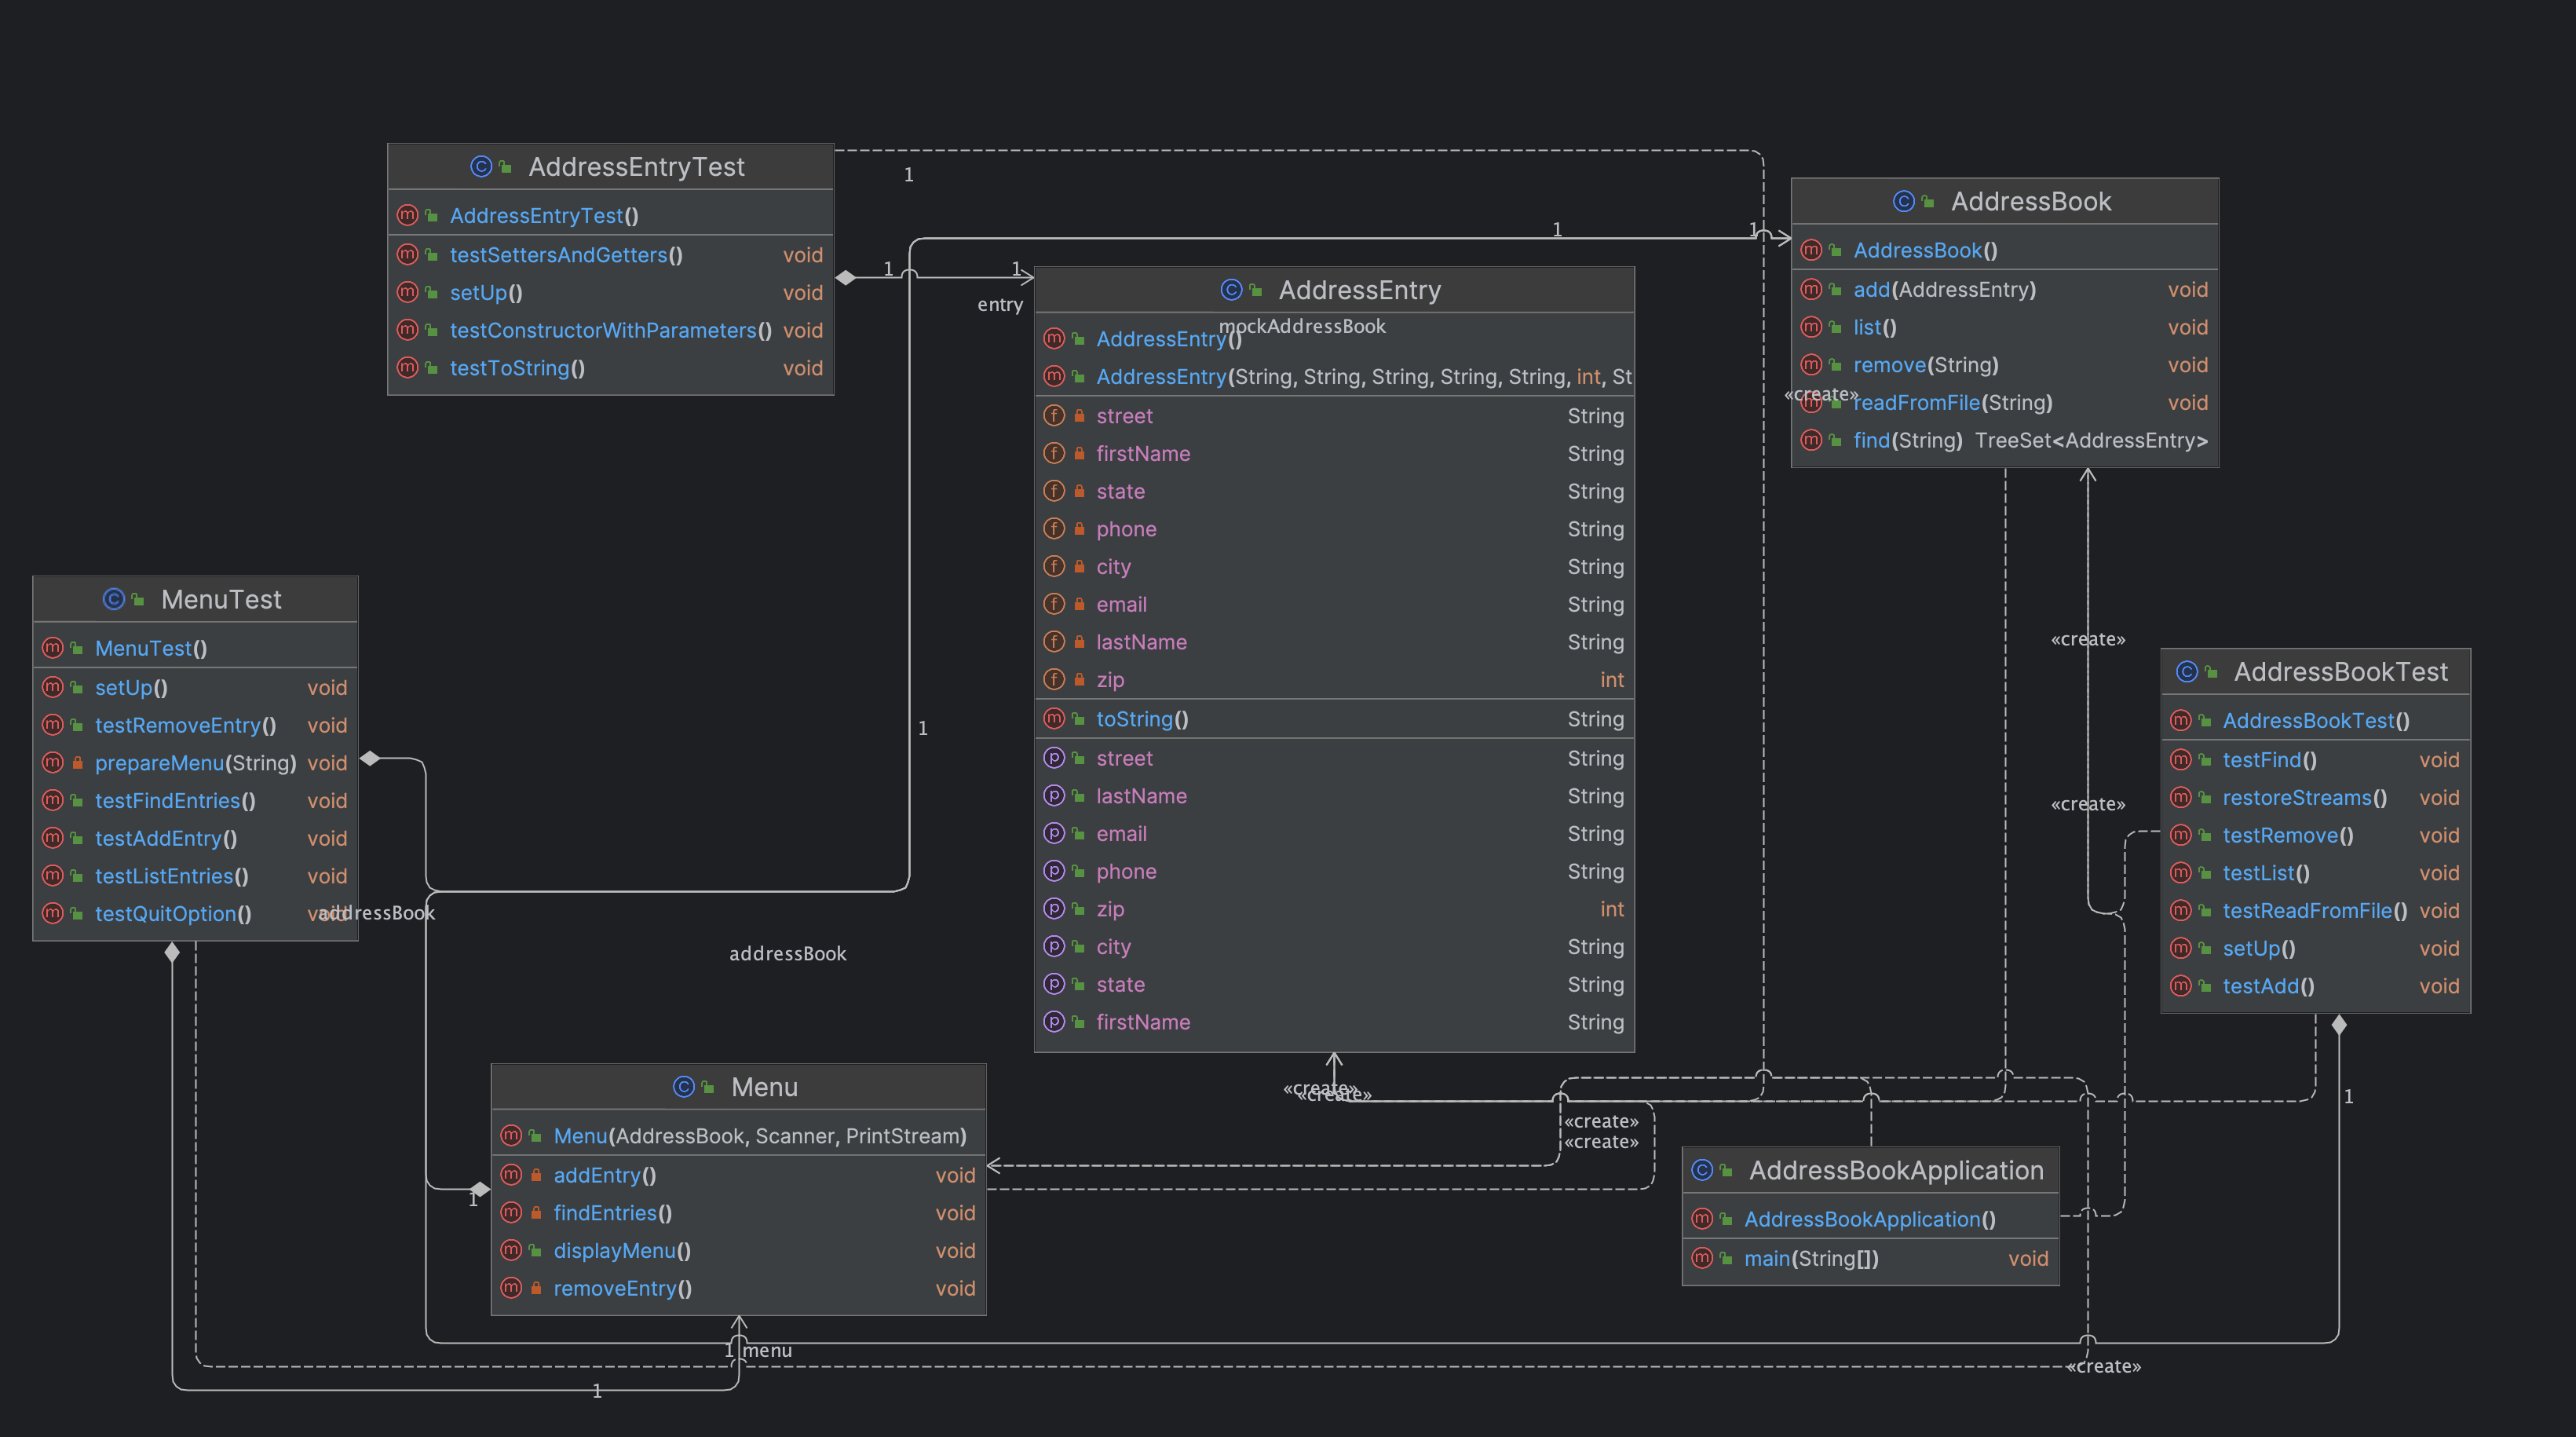 AddressEntryTest
AddressEntryTest()
testSettersAndGetters() void
setUp() void
testConstructorWithParameters() void
testToString() void
1
1
1
entry
1
1
AddressBook
AddressBook()
add(AddressEntry) void
list() void
remove(String) void
«create»
readFromFile(String) void
find(String) TreeSet<AddressEntry>
AddressEntry
mockAddressBook
AddressEntry()
AddressEntry(String, String, String, String, String, int, St
street String
firstName String
state String
phone String
city String
email String
lastName String
zip int
toString() String
street String
lastName String
email String
phone String
zip int
city String
state String
firstName String
MenuTest
MenuTest()
setUp() void
testRemoveEntry() void
prepareMenu(String) void
testFindEntries() void
testAddEntry() void
testListEntries() void
testQuitOption() void
addressBook
1
addressBook
«create»
«create»
AddressBookTest
AddressBookTest()
testFind() void
restoreStreams() void
testRemove() void
testList() void
testReadFromFile() void
setUp() void
testAdd() void
Menu
Menu(AddressBook, Scanner, PrintStream)
addEntry() void
findEntries() void
displayMenu() void
removeEntry() void
1
«create»
«create»
«create»
«create»
1
AddressBookApplication
AddressBookApplication()
main(String[]) void
1 menu
«create»
1